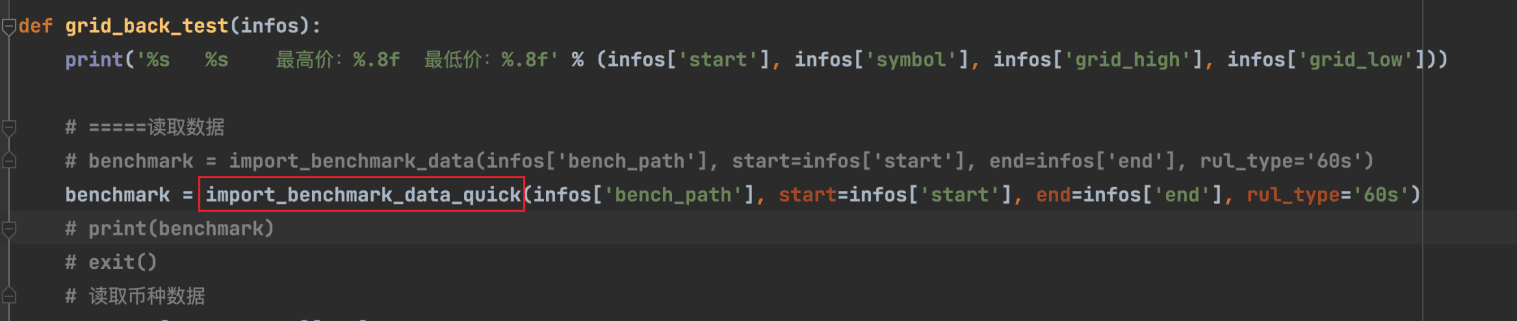 def grid_back_test(infos):
    print('%s   %s    最高价：%.8f  最低价：%.8f' % (infos['start'], infos['symbol'], infos['grid_high'], infos['grid_low']))
    # =====读取数据
    # benchmark = import_benchmark_data(infos['bench_path'], start=infos['start'], end=infos['end'], rul_type='60s')
    benchmark = import_benchmark_data_quick(infos['bench_path'], start=infos['start'], end=infos['end'], rul_type='60s')
    # print(benchmark)
    # exit()
    # 读取币种数据